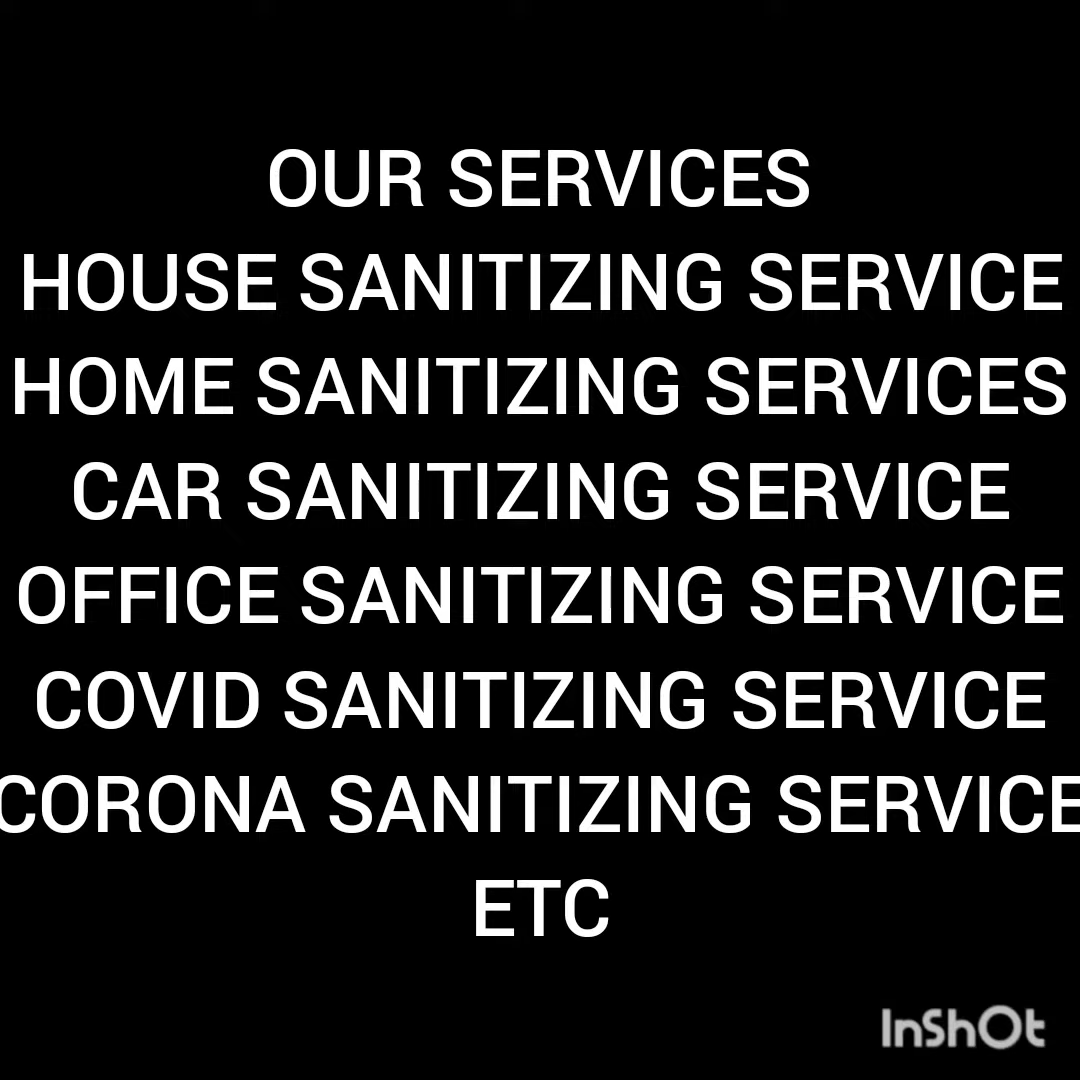 OUR SERVICES
HOUSE SANITIZING SERVICE
HOME SANITIZING SERVICES
CAR SANITIZING SERVICE
OFFICE SANITIZING SERVICE
COVID SANITIZING SERVICE
CORONA SANITIZING SERVICE
ETC
InShOt